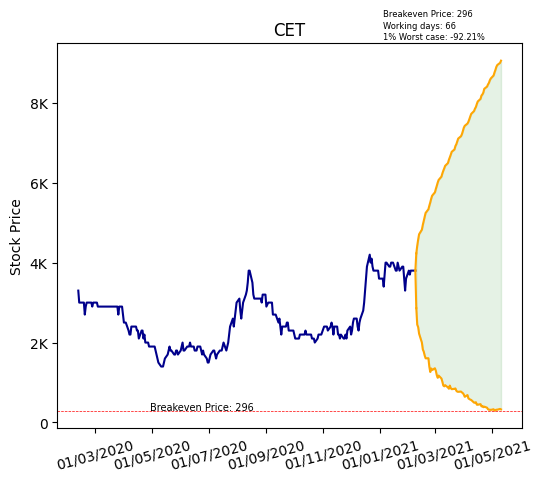 Breakeven Price: 296
Working days: 66
1% Worst case: -92.21%
CET
Stock Price
8K
6K
4K
2K
0
Breakeven Price: 296
01/03/2020
01/05/2020
01/07/2020
01/09/2020
01/11/2020
01/01/2021
01/03/2021
01/05/2021